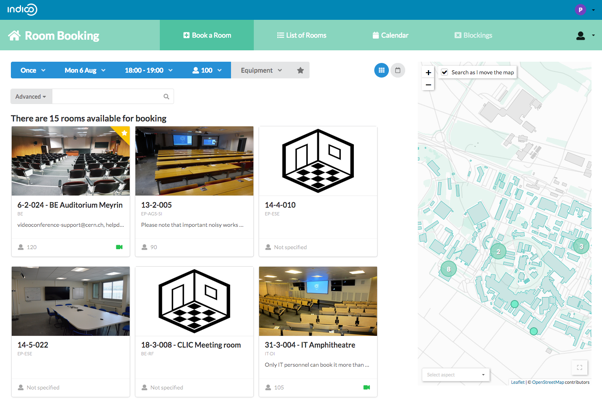 indico
P
Room Booking
Book a Room
List of Rooms
Calendar
Blockings
Once
Mon 6 Aug
18:00 - 19:00
100
Equipment
Advanced
There are 15 rooms available for booking
6-2-024 - BE Auditorium Meyrin
BE
videoconference-support@cern.ch, helpd...
120
13-2-005
EP-AGS-SI
Please note that important noisy works ...
90
14-4-010
EP-ESE
Not specified
14-5-022
EP-ESE
Not specified
18-3-008 - CLIC Meeting room
BE-RF
Not specified
31-3-004 - IT Amphitheatre
IT-DI
Only IT personnel can book it more than ...
105
+
Search as I move the map
−
3
2
8
Select aspect
Leaflet | © OpenStreetMap contributors